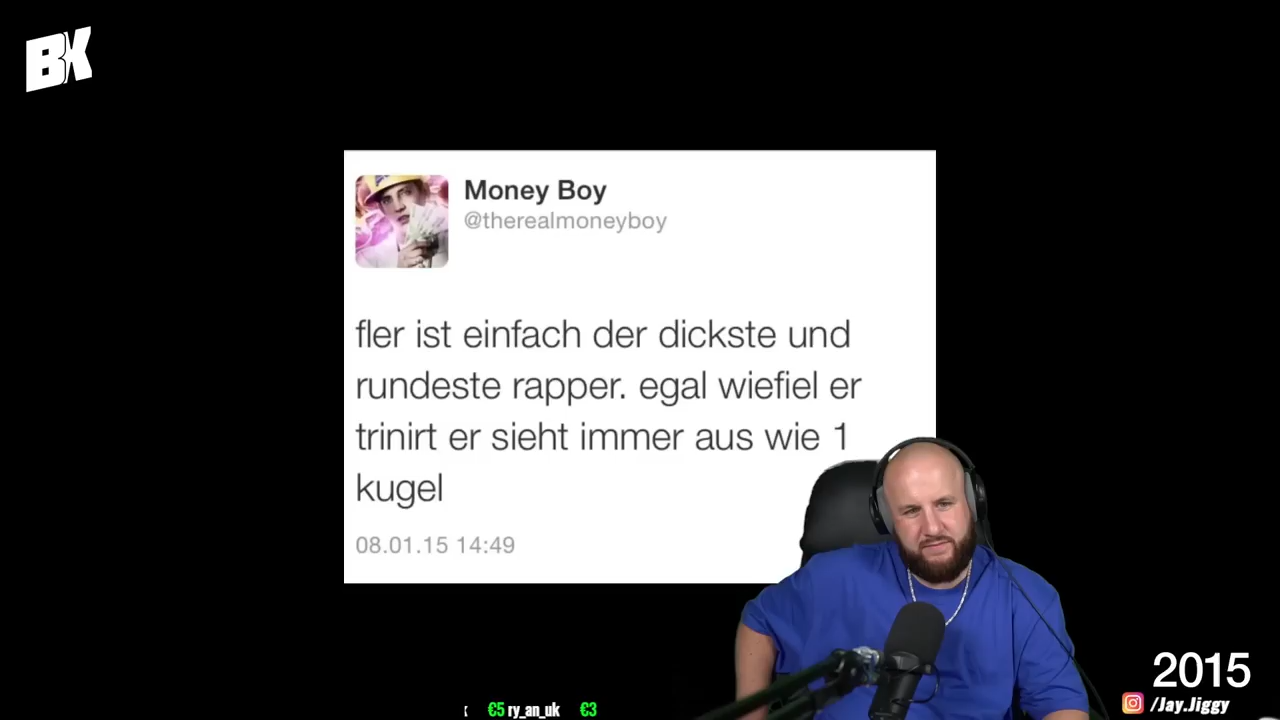 BK
Money Boy
@therealmoneyboy
fler ist einfach der dickste und
rundeste rapper. egal wiefiel er
trinirt er sieht immer aus wie 1
kugel
08.01.15 14:49
2015
/Jay.Jiggy
€5 ry_an_uk €3